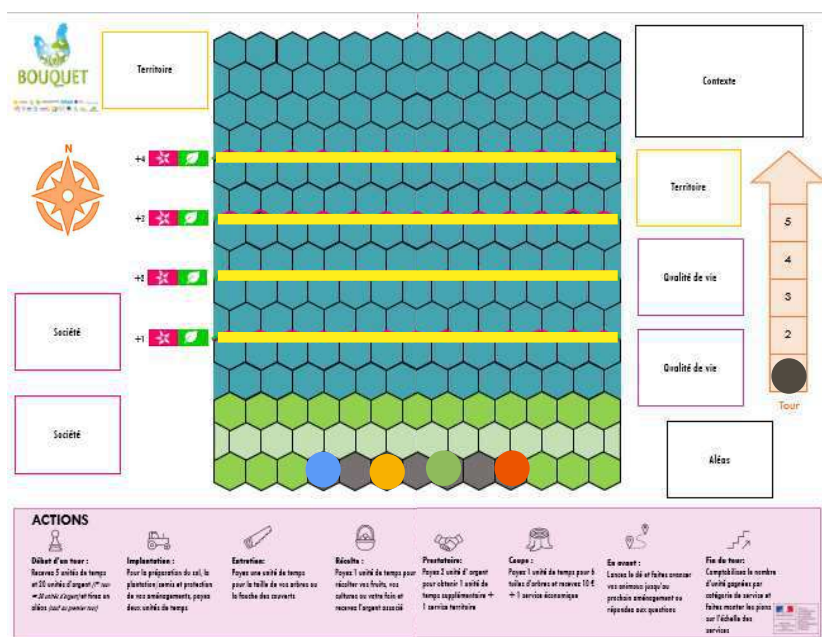 BOUQUET
Territoire
Contexte
N
+4
Territoire
+3
5
4
Qualité de vie
+2
3
Société
2
+1
Qualité de vie
Tour
Société
Aléas
ACTIONS
Début d'un tour :
Recevez 5 unités de temps
et 20 unités d'argent
aléas (sauf au premier tour)
Implantation :
Pour la préparation du sol, la
plantation/semis et protection
de vos aménagements, payez
deux unités de temps
Entretien:
Payez une unité de temps
pour la taille de vos arbres ou
la fauche des couverts
Récolte :
Payez 1 unité de temps pour
récolter vos fruits, vos
cultures ou votre foin et
recevez l'argent associé
Prestataire:
Payez 2 unité d'argent
pour obtenir 1 unité de
temps supplémentaire +
1 service territoire
Coupe :
Payez 1 unité de temps pour 6
toiles d'arbres et recevez 10 €
+ 1 service économique
En avant :
Lancez le dé et faites avancer
vos animaux jusqu'au
prochain aménagement ou
répondez aux questions
Fin du tour:
Comptabilisez le nombre
d'unité gagnées par
catégorie de service et
faites monter les pions
sur l'échelle des
services